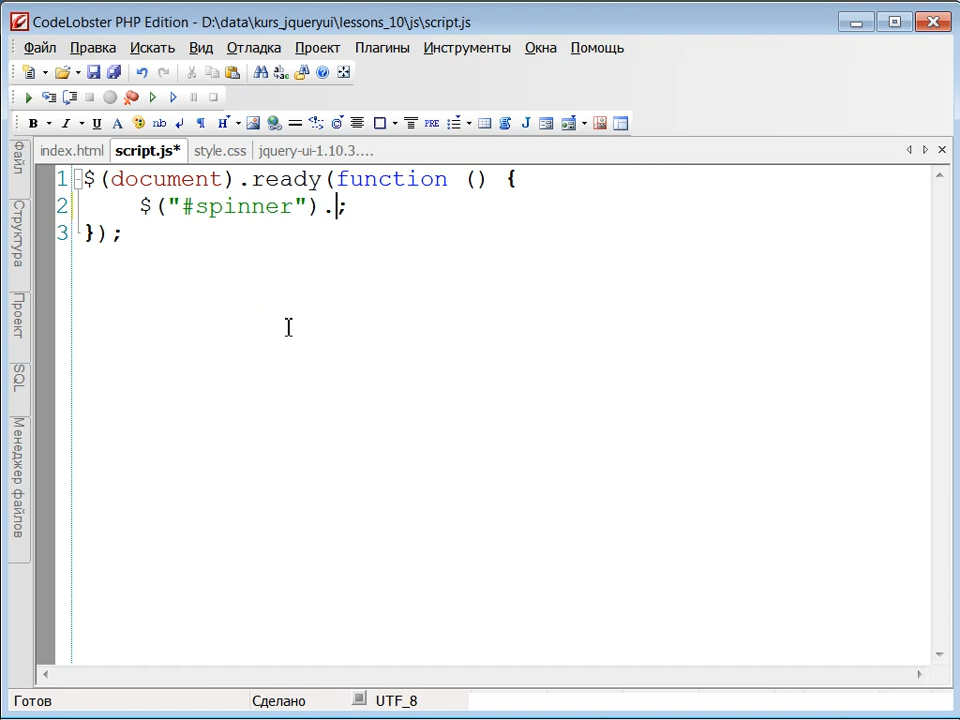 CodeLobster PHP Edition - D:\data\kurs_jqueryui\lessons_10\js\script.js
Файл Правка Искать Вид Отладка Проект Плагины Инструменты Окна Помощь
B I U A nb ¶ H PRE J
index.html script.js* style.css jquery-ui-1.10.3....
Файл
Структура
Проект
SQL
Менеджер файлов
1 $(document).ready(function () {
2 $("#spinner").;
3 });
Готов Сделано UTF_8